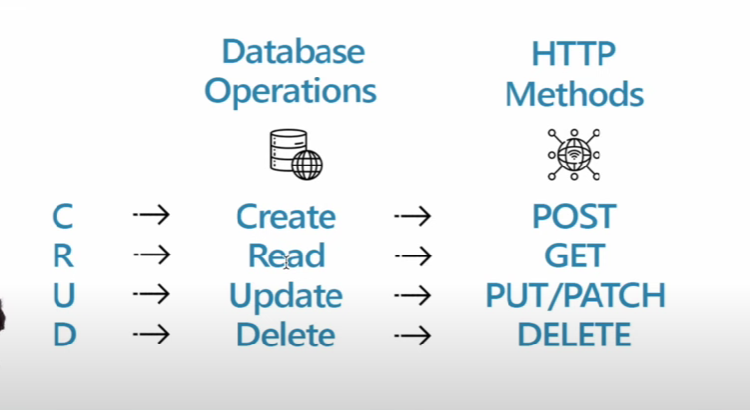 Database
Operations
HTTP
Methods
C → Create → POST
R → Read → GET
U → Update → PUT/PATCH
D → Delete → DELETE